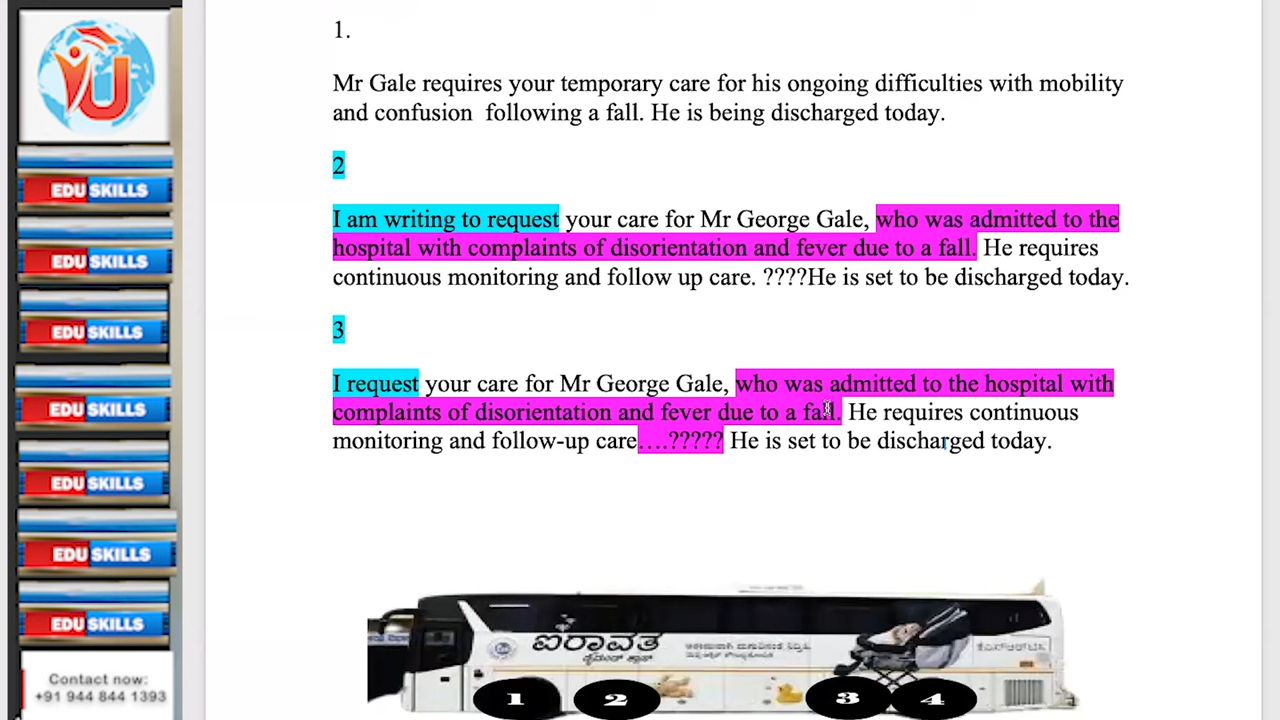 1.
Mr Gale requires your temporary care for his ongoing difficulties with mobility
and confusion following a fall. He is being discharged today.
2
I am writing to request your care for Mr George Gale, who was admitted to the
hospital with complaints of disorientation and fever due to a fall. He requires
continuous monitoring and follow up care. ????He is set to be discharged today.
3
I request your care for Mr George Gale, who was admitted to the hospital with
complaints of disorientation and fever due to a fall. He requires continuous
monitoring and follow-up care….????? He is set to be discharged today.
EDU SKILLS
EDU SKILLS
EDU SKILLS
EDU SKILLS
EDU SKILLS
EDU SKILLS
EDU SKILLS
Contact now:
+91 944 844 1393
ಐರಾವತ
1 2 3 4